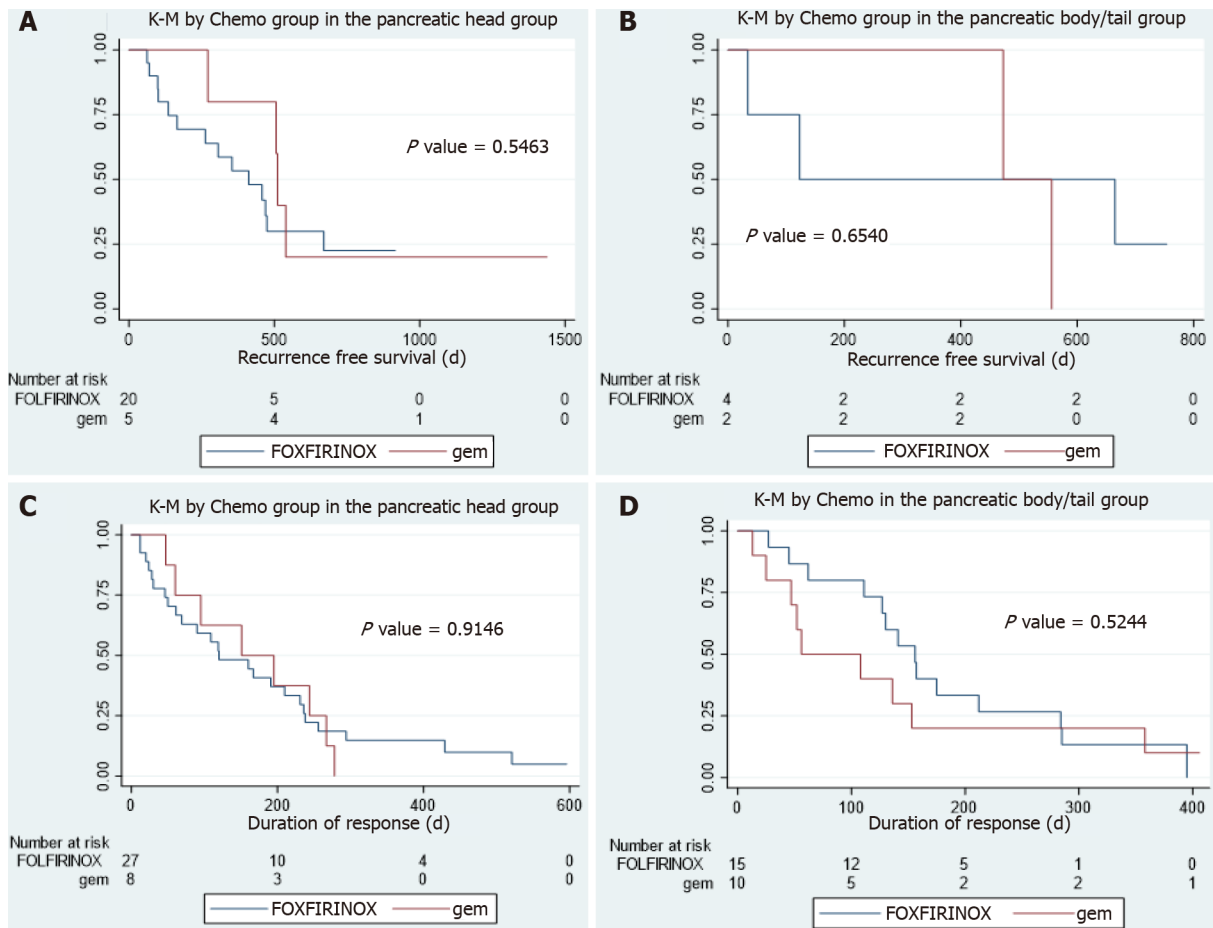 A
K-M by Chemo group in the pancreatic head group
1.00
0.75
0.50
0.25
0.00
P value = 0.5463
0 500 1000 1500
Recurrence free survival (d)
Number at risk
FOLFIRINOX 20 5 0 0
gem 5 4 1 0
FOXFIRINOX gem
B
K-M by Chemo group in the pancreatic body/tail group
1.00
0.75
0.50
0.25
0.00
P value = 0.6540
0 200 400 600 800
Recurrence free survival (d)
Number at risk
FOLFIRINOX 4 2 2 2 0
gem 2 2 2 0 0
FOXFIRINOX gem
C
K-M by Chemo group in the pancreatic head group
1.00
0.75
0.50
0.25
0.00
P value = 0.9146
0 200 400 600
Duration of response (d)
Number at risk
FOLFIRINOX 27 10 4 0
gem 8 3 0 0
FOXFIRINOX gem
D
K-M by Chemo in the pancreatic body/tail group
1.00
0.75
0.50
0.25
0.00
P value = 0.5244
0 100 200 300 400
Duration of response (d)
Number at risk
FOLFIRINOX 15 12 5 1 0
gem 10 5 2 2 1
FOXFIRINOX gem